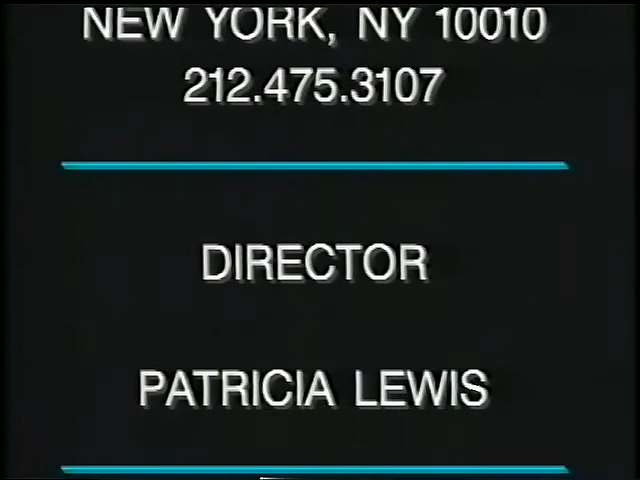 NEW YORK, NY 10010
212.475.3107
DIRECTOR
PATRICIA LEWIS